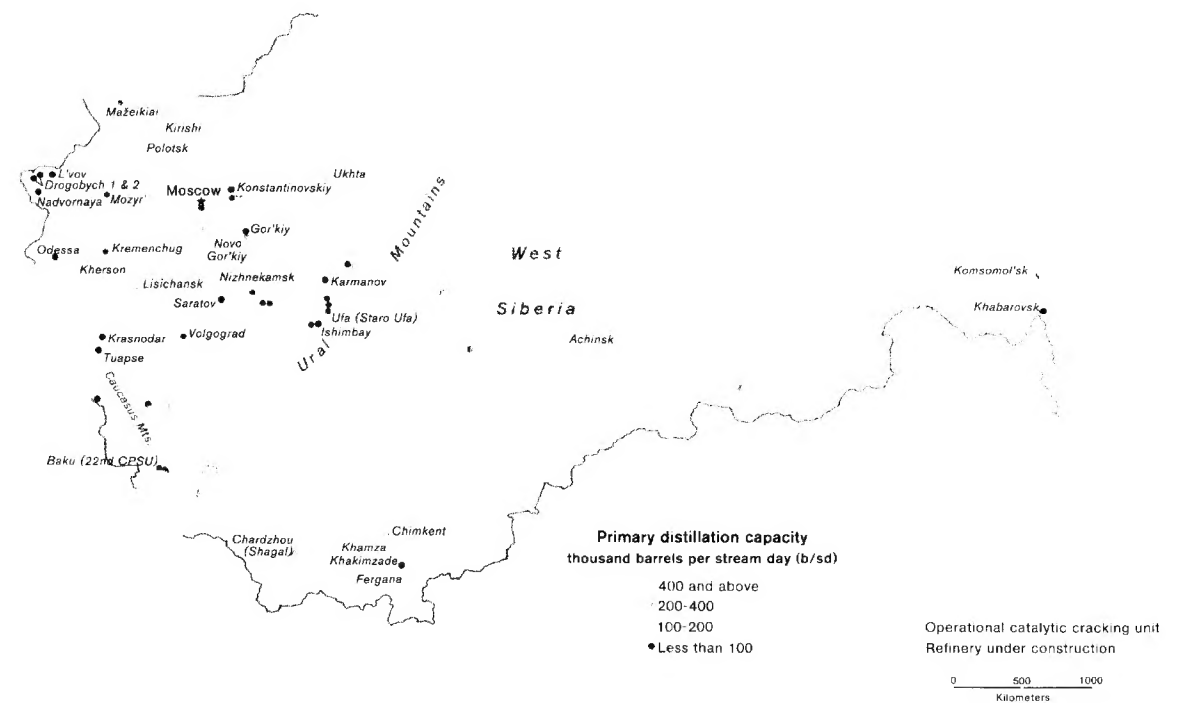 Mažeikiai
Kirishi
Polotsk
L'vov
Drogobych 1 & 2
Nadvornaya
Mozyr'
Moscow
Konstantinovskiy
Ukhta
Gor'kiy
Novo
Gor'kiy
Odessa
Kremenchug
Kherson
Lisichansk
Nizhnekamsk
Saratov
Karmanov
Ufa (Staro Ufa)
Ishimbay
Ural Mountains
West
Siberia
Achinsk
Komsomol'sk
Khabarovsk
Krasnodar
Volgograd
Tuapse
Caucasus Mts.
Baku (22nd CPSU)
Chardzhou
(Shagal)
Chimkent
Khamza
Khakimzade
Fergana
Primary distillation capacity
thousand barrels per stream day (b/sd)
400 and above
200-400
100-200
Less than 100
Operational catalytic cracking unit
Refinery under construction
0 500 1000
Kilometers